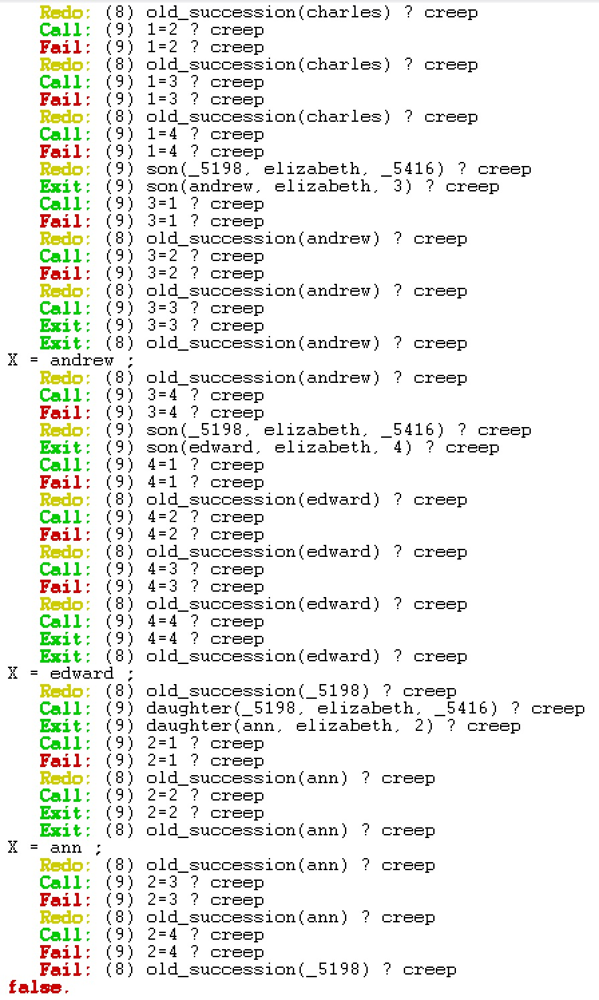 Redo: (8) old_succession(charles) ? creep
Call: (9) 1=2 ? creep
Fail: (9) 1=2 ? creep
Redo: (8) old_succession(charles) ? creep
Call: (9) 1=3 ? creep
Fail: (9) 1=3 ? creep
Redo: (8) old_succession(charles) ? creep
Call: (9) 1=4 ? creep
Fail: (9) 1=4 ? creep
Redo: (9) son(_5198, elizabeth, _5416) ? creep
Exit: (9) son(andrew, elizabeth, 3) ? creep
Call: (9) 3=1 ? creep
Fail: (9) 3=1 ? creep
Redo: (8) old_succession(andrew) ? creep
Call: (9) 3=2 ? creep
Fail: (9) 3=2 ? creep
Redo: (8) old_succession(andrew) ? creep
Call: (9) 3=3 ? creep
Exit: (9) 3=3 ? creep
Exit: (8) old_succession(andrew) ? creep
X = andrew ;
Redo: (8) old_succession(andrew) ? creep
Call: (9) 3=4 ? creep
Fail: (9) 3=4 ? creep
Redo: (9) son(_5198, elizabeth, _5416) ? creep
Exit: (9) son(edward, elizabeth, 4) ? creep
Call: (9) 4=1 ? creep
Fail: (9) 4=1 ? creep
Redo: (8) old_succession(edward) ? creep
Call: (9) 4=2 ? creep
Fail: (9) 4=2 ? creep
Redo: (8) old_succession(edward) ? creep
Call: (9) 4=3 ? creep
Fail: (9) 4=3 ? creep
Redo: (8) old_succession(edward) ? creep
Call: (9) 4=4 ? creep
Exit: (9) 4=4 ? creep
Exit: (8) old_succession(edward) ? creep
X = edward ;
Redo: (8) old_succession(_5198) ? creep
Call: (9) daughter(_5198, elizabeth, _5416) ? creep
Exit: (9) daughter(ann, elizabeth, 2) ? creep
Call: (9) 2=1 ? creep
Fail: (9) 2=1 ? creep
Redo: (8) old_succession(ann) ? creep
Call: (9) 2=2 ? creep
Exit: (9) 2=2 ? creep
Exit: (8) old_succession(ann) ? creep
X = ann ;
Redo: (8) old_succession(ann) ? creep
Call: (9) 2=3 ? creep
Fail: (9) 2=3 ? creep
Redo: (8) old_succession(ann) ? creep
Call: (9) 2=4 ? creep
Fail: (9) 2=4 ? creep
Fail: (8) old_succession(_5198) ? creep
false.